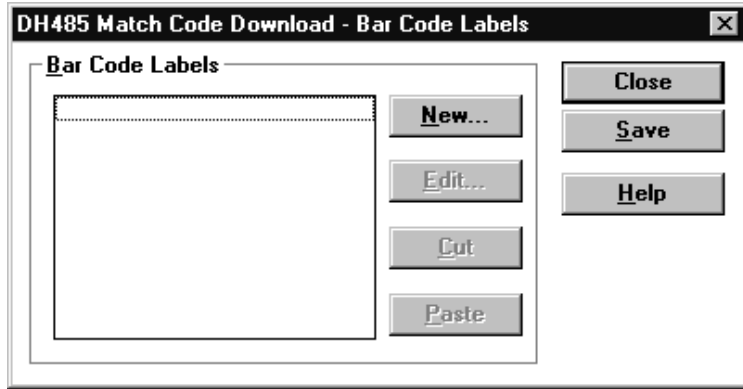 DH485 Match Code Download - Bar Code Labels
Bar Code Labels
New...
Edit...
Cut
Paste
Close
Save
Help